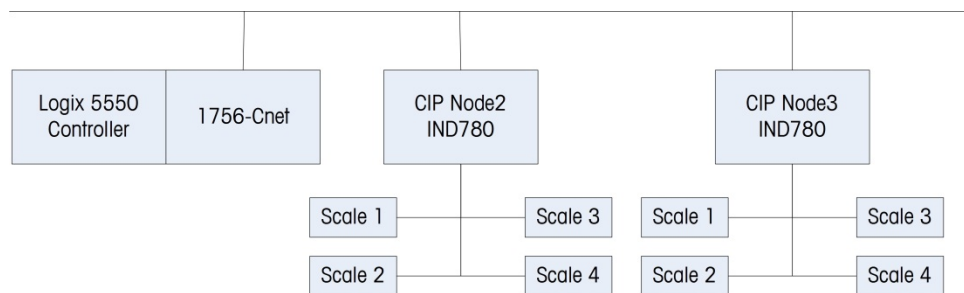 Logix 5550
Controller
1756-Cnet
CIP Node2
IND780
CIP Node3
IND780
Scale 1
Scale 3
Scale 2
Scale 4
Scale 1
Scale 3
Scale 2
Scale 4